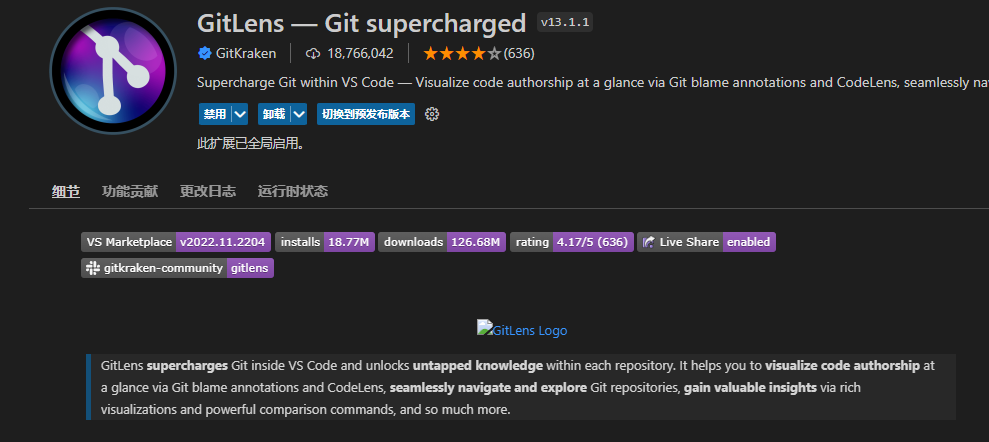 GitLens — Git supercharged v13.1.1
GitKraken 18,766,042 (636)
Supercharge Git within VS Code — Visualize code authorship at a glance via Git blame annotations and CodeLens, seamlessly
禁用 卸载 切换到预发布版本
此扩展已全局启用。
细节 功能贡献 更改日志 运行时状态
VS Marketplace v2022.11.2204 installs 18.77M downloads 126.68M rating 4.17/5 (636) Live Share enabled
gitkraken-community gitlens
GitLens Logo
GitLens supercharges Git inside VS Code and unlocks untapped knowledge within each repository. It helps you to visualize code authorship at
a glance via Git blame annotations and CodeLens, seamlessly navigate and explore Git repositories, gain valuable insights via rich
visualizations and powerful comparison commands, and so much more.